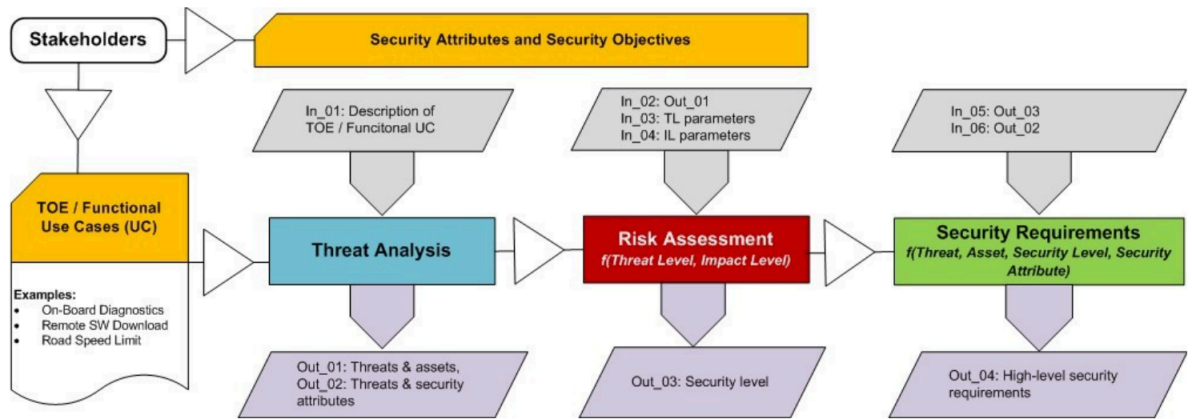 Stakeholders
Security Attributes and Security Objectives
In_01: Description of
TOE / Funcitonal UC
In_02: Out_01
In_03: TL parameters
In_04: IL parameters
In_05: Out_03
In_06: Out_02
TOE / Functional
Use Cases (UC)
Examples:
• On-Board Diagnostics
• Remote SW Download
• Road Speed Limit
Threat Analysis
Risk Assessment
f(Threat Level, Impact Level)
Security Requirements
f(Threat, Asset, Security Level, Security
Attribute)
Out_01: Threats & assets,
Out_02: Threats & security
attributes
Out_03: Security level
Out_04: High-level security
requirements